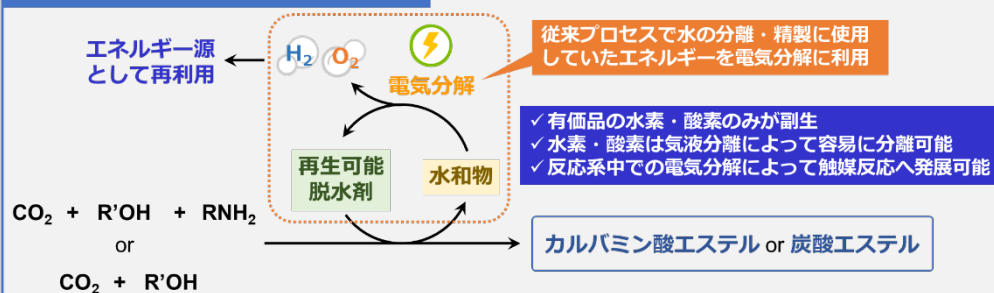 エネルギー源
として再利用
H₂
O₂
電気分解
従来プロセスで水の分離・精製に使用
していたエネルギーを電気分解に利用
✓有価品の水素・酸素のみが副生
✓水素・酸素は気液分離によって容易に分離可能
✓反応系中での電気分解によって触媒反応へ発展可能
再生可能
脱水剤
水和物
CO₂ + R'OH + RNH₂
or
CO₂ + R'OH
カルバミン酸エステル or 炭酸エステル